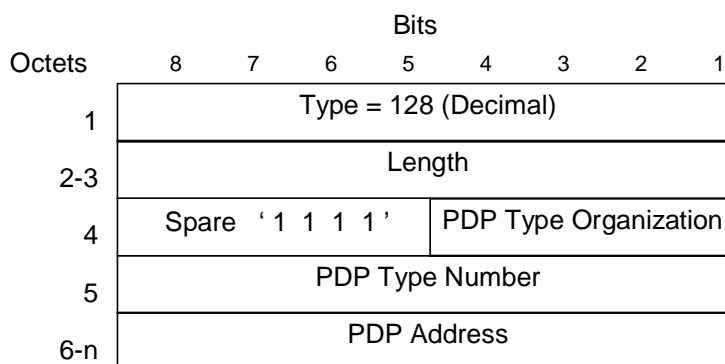 Bits
Octets 8 7 6 5 4 3 2 1
1 Type = 128 (Decimal)
2-3 Length
4 Spare ‘ 1 1 1 1 ’ PDP Type Organization
5 PDP Type Number
6-n PDP Address